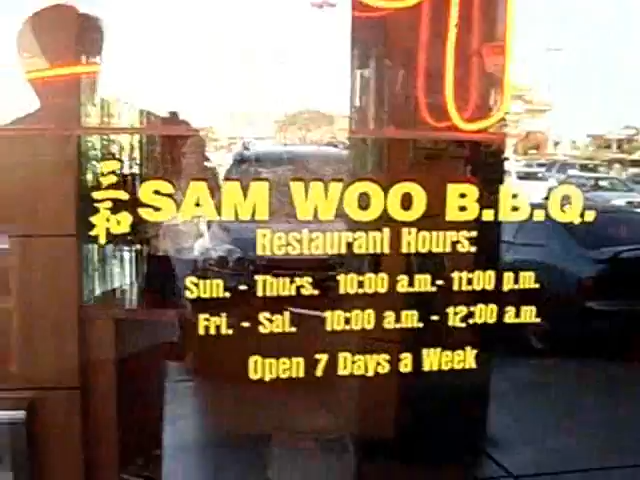 三和 SAM WOO B.B.Q.
Restaurant Hours:
Sun. - Thurs. 10:00 a.m.- 11:00 p.m.
Fri. - Sat. 10:00 a.m. - 12:00 a.m.
Open 7 Days a Week